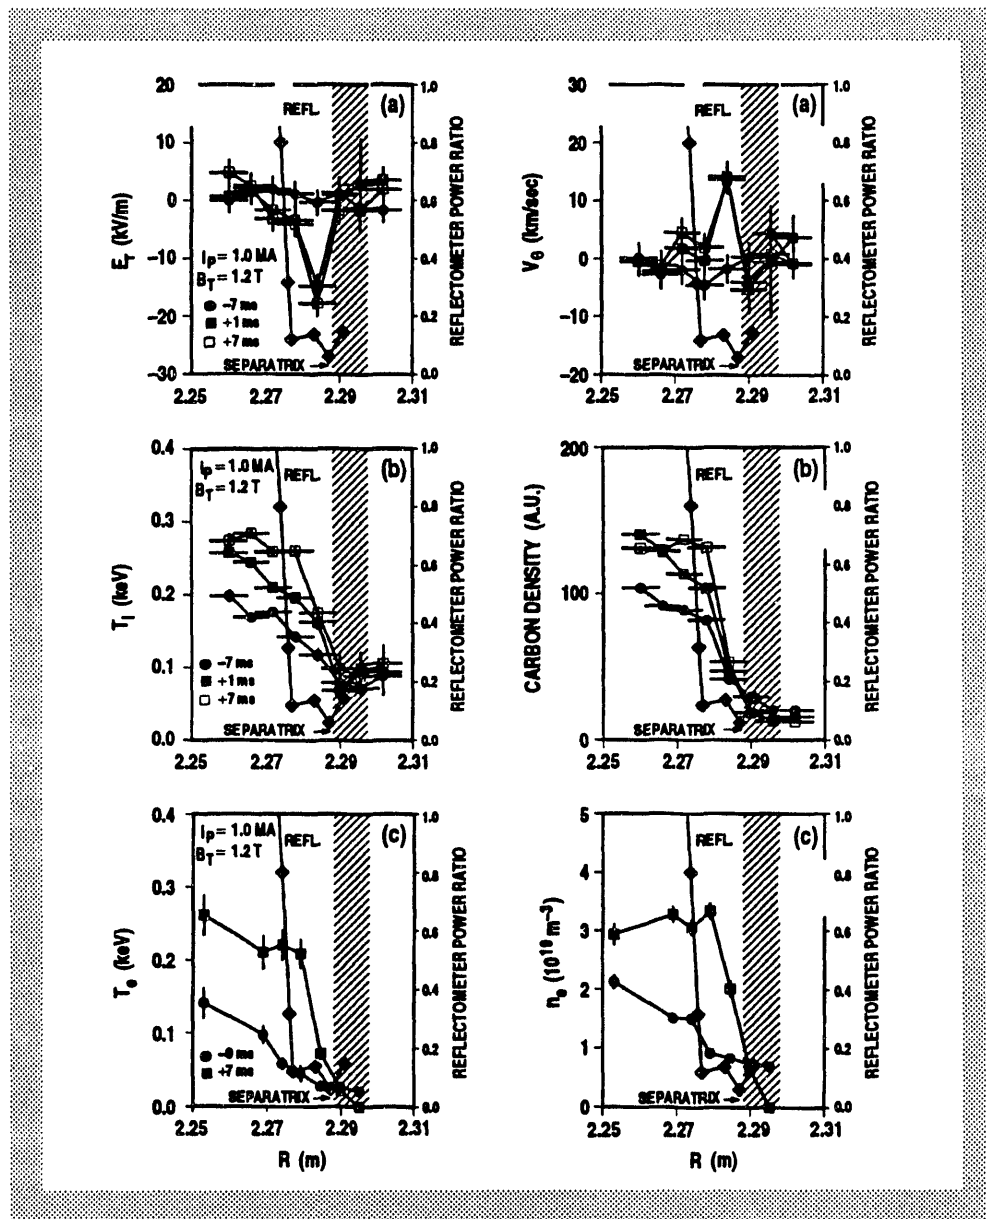 20
10
0
−10
−20
−30
E_r (kV/m)
REFL.
(a)
I_P = 1.0 MA
B_T = 1.2 T
−7 ms
+1 ms
+7 ms
SEPARATRIX
1.0
0.8
0.6
0.4
0.2
0.0
REFLECTOMETER POWER RATIO
2.25 2.27 2.29 2.31
30
20
10
0
−10
−20
V_θ (km/sec)
REFL.
(a)
SEPARATRIX
1.0
0.8
0.6
0.4
0.2
0.0
REFLECTOMETER POWER RATIO
2.25 2.27 2.29 2.31
0.4
0.3
0.2
0.1
0.0
T_i (keV)
I_P = 1.0 MA
B_T = 1.2 T
REFL.
(b)
−7 ms
+1 ms
+7 ms
SEPARATRIX
1.0
0.8
0.6
0.4
0.2
0.0
REFLECTOMETER POWER RATIO
2.25 2.27 2.29 2.31
200
100
0
CARBON DENSITY (A.U.)
REFL.
(b)
SEPARATRIX
1.0
0.8
0.6
0.4
0.2
0.0
REFLECTOMETER POWER RATIO
2.25 2.27 2.29 2.31
0.4
0.3
0.2
0.1
0.0
T_e (keV)
I_P = 1.0 MA
B_T = 1.2 T
REFL.
(c)
+7 ms
SEPARATRIX
1.0
0.8
0.6
0.4
0.2
0.0
REFLECTOMETER POWER RATIO
2.25 2.27 2.29 2.31
R (m)
5
4
3
2
1
0
n_e (10¹⁹ m⁻³)
REFL.
(c)
SEPARATRIX
1.0
0.8
0.6
0.4
0.2
0.0
REFLECTOMETER POWER RATIO
2.25 2.27 2.29 2.31
R (m)